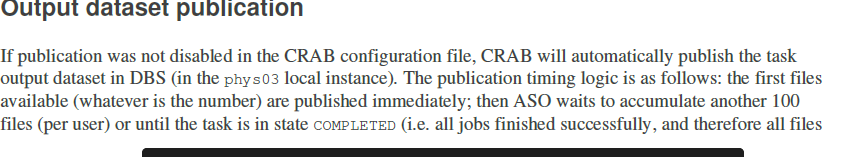 Output dataset publication
If publication was not disabled in the CRAB configuration file, CRAB will automatically publish the task
output dataset in DBS (in the phys03 local instance). The publication timing logic is as follows: the first files
available (whatever is the number) are published immediately; then ASO waits to accumulate another 100
files (per user) or until the task is in state COMPLETED (i.e. all jobs finished successfully, and therefore all files